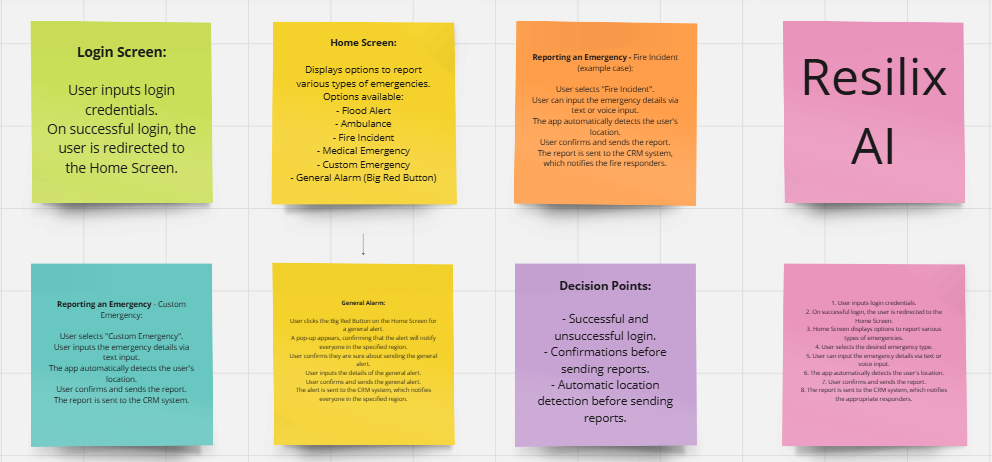 Login Screen:
User inputs login
credentials.
On successful login, the
user is redirected to
the Home Screen.
Home Screen:
Displays options to report
various types of emergencies.
Options available:
- Flood Alert
- Ambulance
- Fire Incident
- Medical Emergency
- Custom Emergency
- General Alarm (Big Red Button)
Reporting an Emergency - Fire Incident
(example case):
User selects "Fire Incident".
User can input the emergency details via
text or voice input.
The app automatically detects the user's
location.
User confirms and sends the report.
The report is sent to the CRM system,
which notifies the fire responders.
Resilix
AI
Reporting an Emergency - Custom
Emergency:
User selects "Custom Emergency".
User inputs the emergency details via
text input.
The app automatically detects the user's
location.
User confirms and sends the report.
The report is sent to the CRM system.
General Alarm:
User clicks the Big Red Button on the Home Screen for
a general alert.
A pop-up appears, confirming that the alert will notify
everyone in the specified region.
User confirms they are sure about sending the general
alert.
User inputs the details of the general alert.
User confirms and sends the general alert.
The alert is sent to the CRM system, which notifies
everyone in the specified region.
Decision Points:
- Successful and
unsuccessful login.
- Confirmations before
sending reports.
- Automatic location
detection before sending
reports.
1. User inputs login credentials.
2. On successful login, the user is redirected to the
Home Screen.
3. Home Screen displays options to report various
types of emergencies.
4. User selects the desired emergency type.
5. User can input the emergency details via text or
voice input.
6. The app automatically detects the user's location.
7. User confirms and sends the report.
8. The report is sent to the CRM system, which notifies
the appropriate responders.